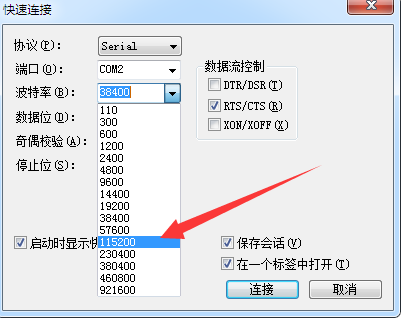 快速连接
协议(P): Serial
端口(O): COM2
波特率(B): 38400
数据位(D):
奇偶校验(A):
停止位(S):
110
300
600
1200
2400
4800
9600
14400
19200
38400
57600
115200
230400
380400
460800
921600
数据流控制
DTR/DSR(T)
RTS/CTS(R)
XON/XOFF(X)
启动时显示快
保存会话(V)
在一个标签中打开(T)
连接
取消